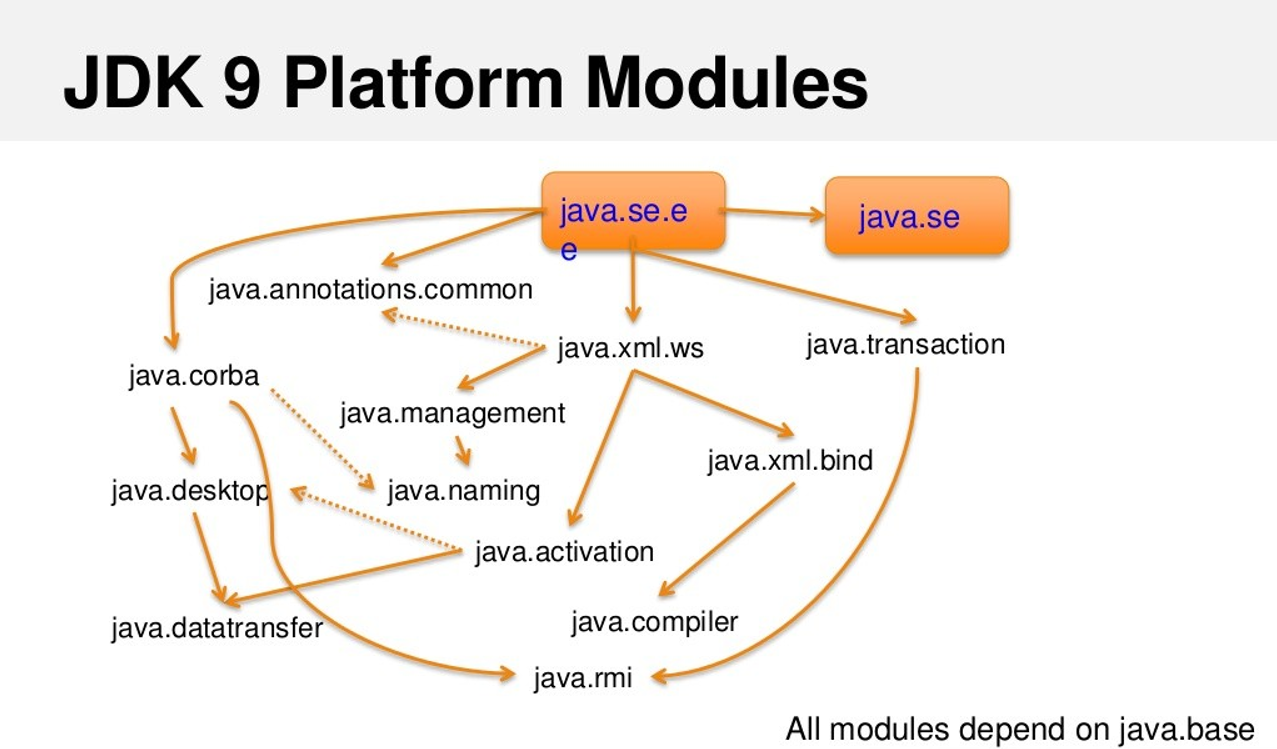 JDK 9 Platform Modules
java.se.e
e
java.se
java.annotations.common
java.xml.ws
java.transaction
java.corba
java.management
java.xml.bind
java.desktop
java.naming
java.activation
java.datatransfer
java.compiler
java.rmi
All modules depend on java.base